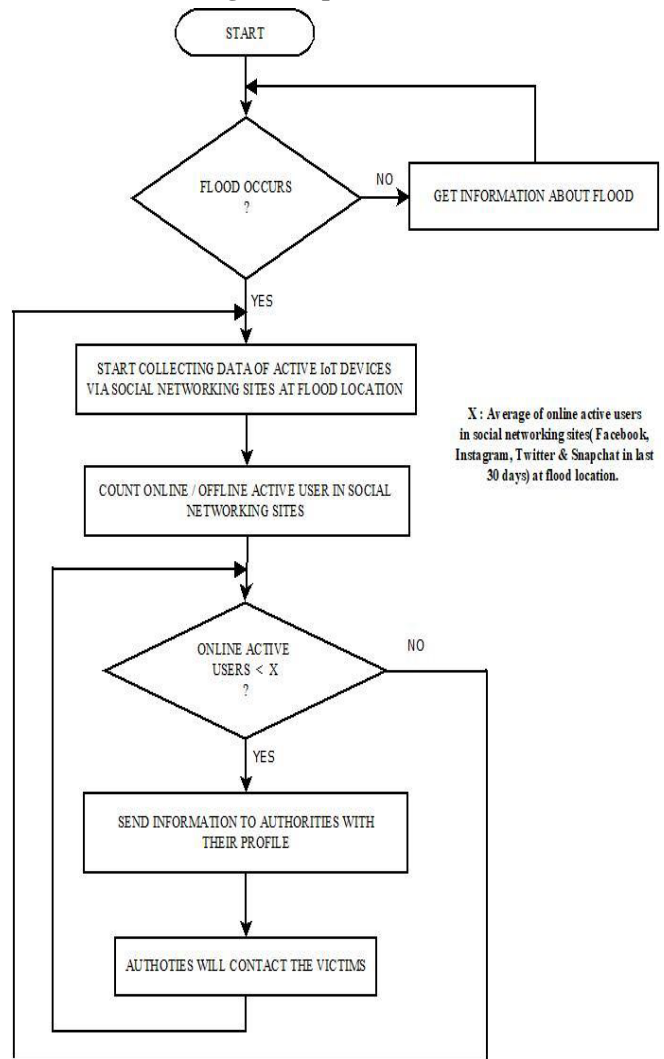 START
FLOOD OCCURS
?
NO
GET INFORMATION ABOUT FLOOD
YES
START COLLECTING DATA OF ACTIVE IoT DEVICES
VIA SOCIAL NETWORKING SITES AT FLOOD LOCATION
X : Average of online active users
in social networking sites( Facebook,
Instagram, Twitter & Snapchat in last
30 days) at flood location.
COUNT ONLINE / OFFLINE ACTIVE USER IN SOCIAL
NETWORKING SITES
ONLINE ACTIVE
USERS < X
?
NO
YES
SEND INFORMATION TO AUTHORITIES WITH
THEIR PROFILE
AUTHOTIES WILL CONTACT THE VICTIMS